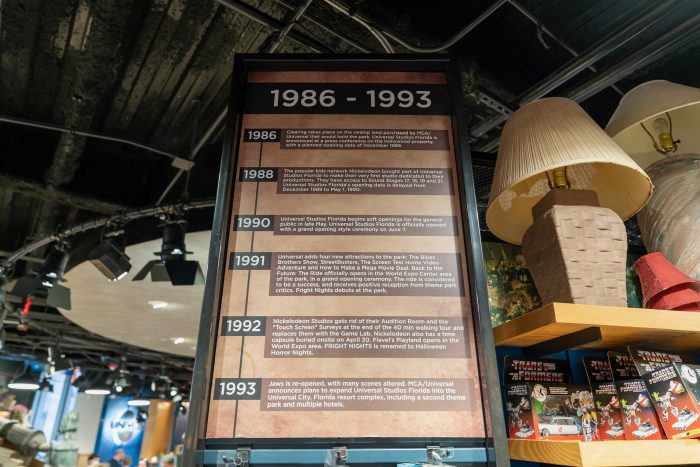 1986 - 1993
1986
Clearing takes place on the swamp land purchased by MCA/
Universal that would hold the park. Universal Studios Florida is
announced at a press conference on the Hollywood property,
with a planned opening date of December 1989.
1988
The popular kids network Nickelodeon bought part of Universal
Studios Florida to make their very first studio dedicated to their
productions. They have access to Sound Stages 17, 18, 19 and 21.
Universal Studios Florida's opening date is delayed from
December 1989 to May 1, 1990.
1990
Universal Studios Florida begins soft openings for the general
public in late May. Universal Studios Florida is officially opened
with a grand opening style ceremony on June 7.
1991
Universal adds four new attractions to the park: The Blues
Brothers Show, StreetBusters, The Screen Test Home Video
Adventure and How to Make a Mega Movie Deal. Back to the
Future: The Ride officially opens in the World Expo Center area
of the park, in a grand opening ceremony. The ride is considered
to be a success, and receives positive reception from theme park
critics. Fright Nights debuts at the park.
1992
Nickelodeon Studios gets rid of their Audition Room and the
"Touch Screen" Surveys at the end of the 40 min walking tour and
replaces them with the Game Lab. Nickelodeon also has a time
capsule buried onsite on April 30. Fievel's Playland opens in the
World Expo area. FRIGHT NIGHTS is renamed to Halloween
Horror Nights.
1993
Jaws is re-opened, with many scenes altered. MCA/Universal
announces plans to expand Universal Studios Florida into the
Universal City, Florida resort complex, including a second theme
park and multiple hotels.
TRANSFORMERS
TRANSFORMERS